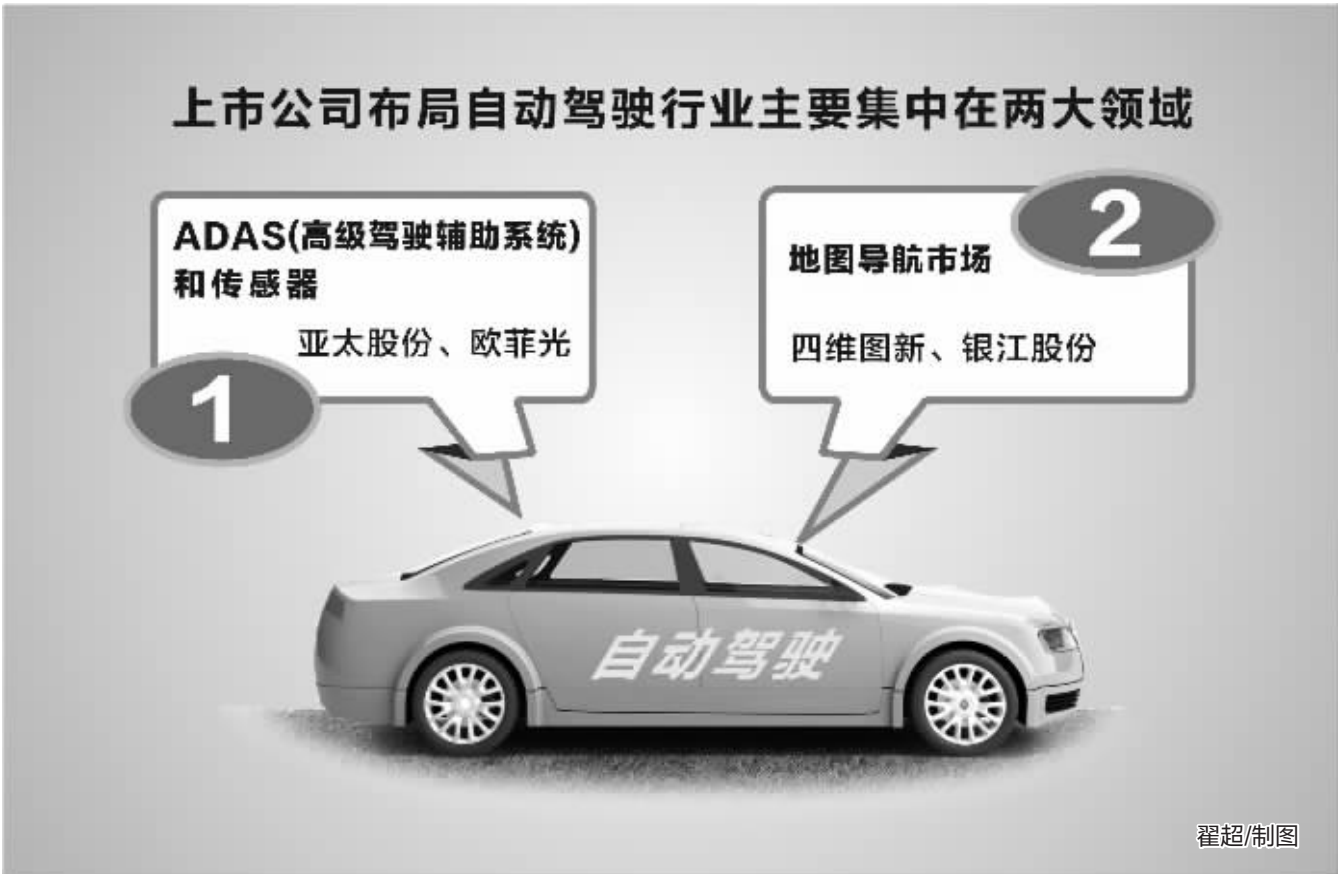 上市公司布局自动驾驶行业主要集中在两大领域
ADAS(高级驾驶辅助系统)
和传感器
亚太股份、欧菲光
1
2
地图导航市场
四维图新、银江股份
自动驾驶
翟超/制图